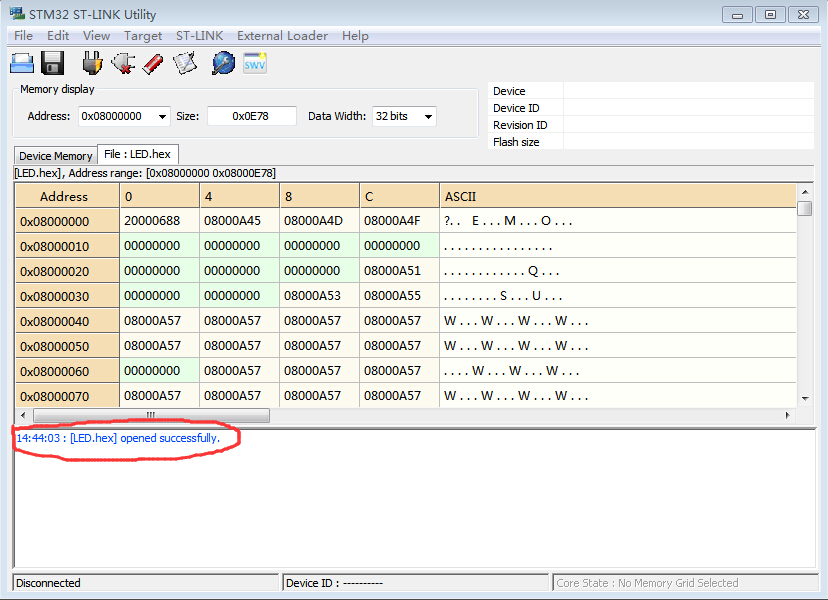 STM32 ST-LINK Utility
File Edit View Target ST-LINK External Loader Help
SWV
Memory display
Address: 0x08000000 Size: 0x0E78 Data Width: 32 bits
Device
Device ID
Revision ID
Flash size
Device Memory File : LED.hex
[LED.hex], Address range: [0x08000000 0x08000E78]
Address 0 4 8 C ASCII
0x08000000 20000688 08000A45 08000A4D 08000A4F ?. . E . . . M . . . O . . .
0x08000010 00000000 00000000 00000000 00000000 . . . . . . . . . . . . . . . .
0x08000020 00000000 00000000 00000000 08000A51 . . . . . . . . . . . . Q . . .
0x08000030 00000000 00000000 08000A53 08000A55 . . . . . . . . S . . . U . . .
0x08000040 08000A57 08000A57 08000A57 08000A57 W . . . W . . . W . . . W . . .
0x08000050 08000A57 08000A57 08000A57 08000A57 W . . . W . . . W . . . W . . .
0x08000060 00000000 08000A57 08000A57 08000A57 . . . . W . . . W . . . W . . .
0x08000070 08000A57 08000A57 08000A57 08000A57 W . . . W . . . W . . . W . . .
14:44:03 : [LED.hex] opened successfully.
Disconnected Device ID : ---------- Core State : No Memory Grid Selected